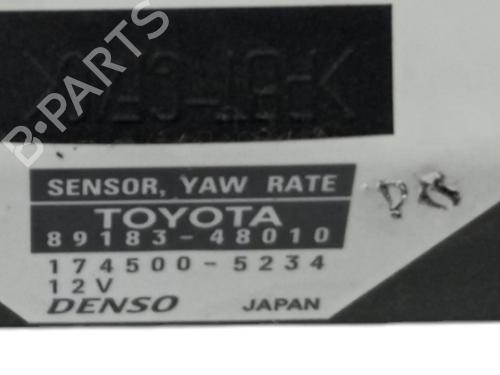 B-PARTS
SENSOR, YAW RATE
TOYOTA
89183-48010
174500-5234
12V
DENSO JAPAN